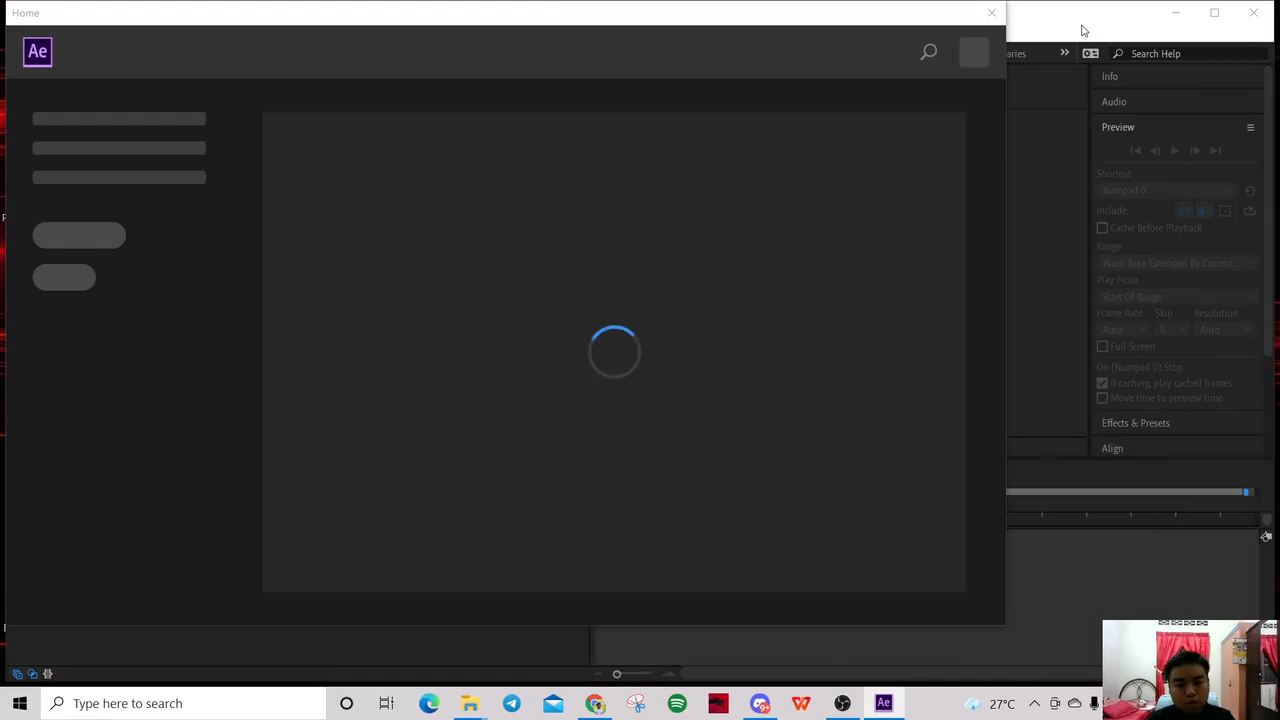 Home
Ae
aries
Search Help
Info
Audio
Preview
Shortcut
Numpad 0
Include:
Cache Before Playback
Range
Work Area Extended By Current...
Play From
Start Of Range
Frame Rate Skip Resolution
Auto 0 Auto
Full Screen
On (Numpad 0) Stop
If caching, play cached frames
Move time to preview time
Effects & Presets
Align
Type here to search
9+
Ae
27°C